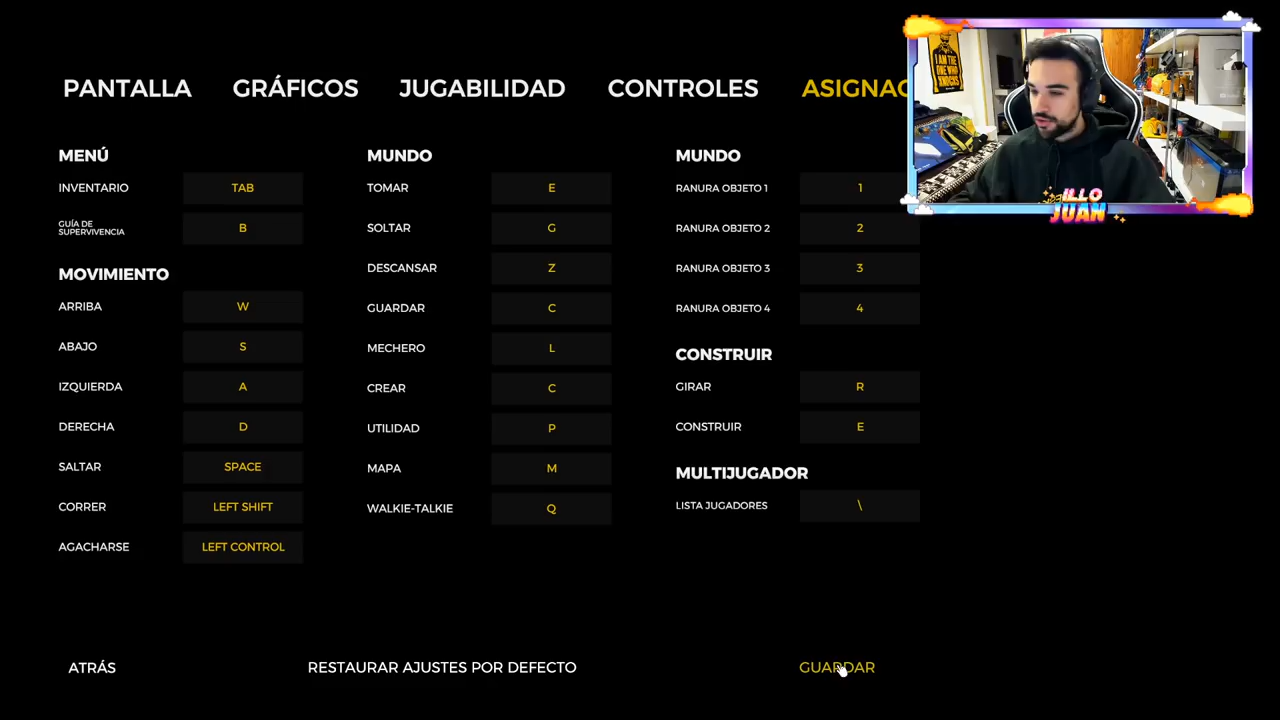 PANTALLA GRÁFICOS JUGABILIDAD CONTROLES ASIGNAC
MENÚ
INVENTARIO TAB
GUÍA DE
SUPERVIVENCIA B
MOVIMIENTO
ARRIBA W
ABAJO S
IZQUIERDA A
DERECHA D
SALTAR SPACE
CORRER LEFT SHIFT
AGACHARSE LEFT CONTROL
MUNDO
TOMAR E
SOLTAR G
DESCANSAR Z
GUARDAR C
MECHERO L
CREAR C
UTILIDAD P
MAPA M
WALKIE-TALKIE Q
MUNDO
RANURA OBJETO 1 1
RANURA OBJETO 2 2
RANURA OBJETO 3 3
RANURA OBJETO 4 4
CONSTRUIR
GIRAR R
CONSTRUIR E
MULTIJUGADOR
LISTA JUGADORES \
ATRÁS RESTAURAR AJUSTES POR DEFECTO GUARDAR
I AM THE
ONE WHO
KNOCKS
ILLO
JUAN